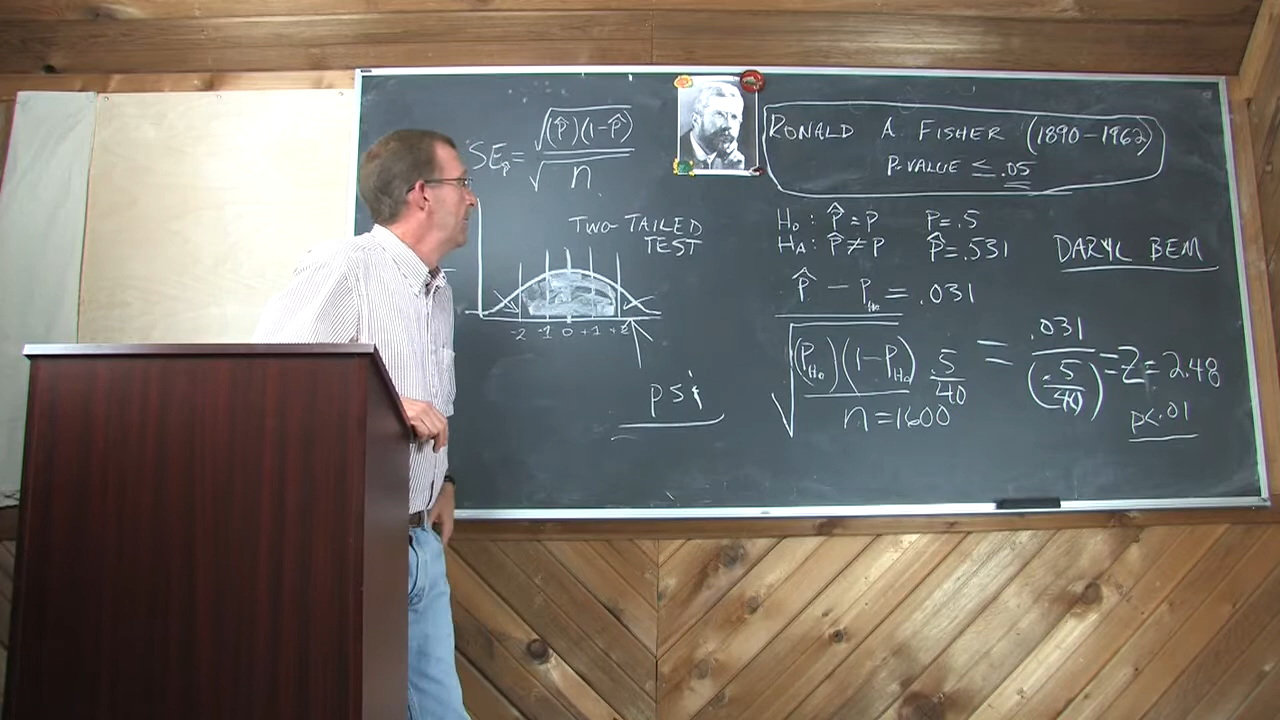 SEp = √(p̂)(1-p̂)
√ n
RONALD A. FISHER (1890-1962)
P-VALUE ≤ .05
TWO-TAILED
TEST
-2 -1 0 +1 +2
psi
H₀: p̂ = p P = .5
Hᴀ: p̂ ≠ p p̂ = .531
DARYL BEM
p̂ - pH₀ = .031
√(pH₀)(1-pH₀) .5/40 = .031/(.5/40) = Z = 2.48
n = 1600
p<.01